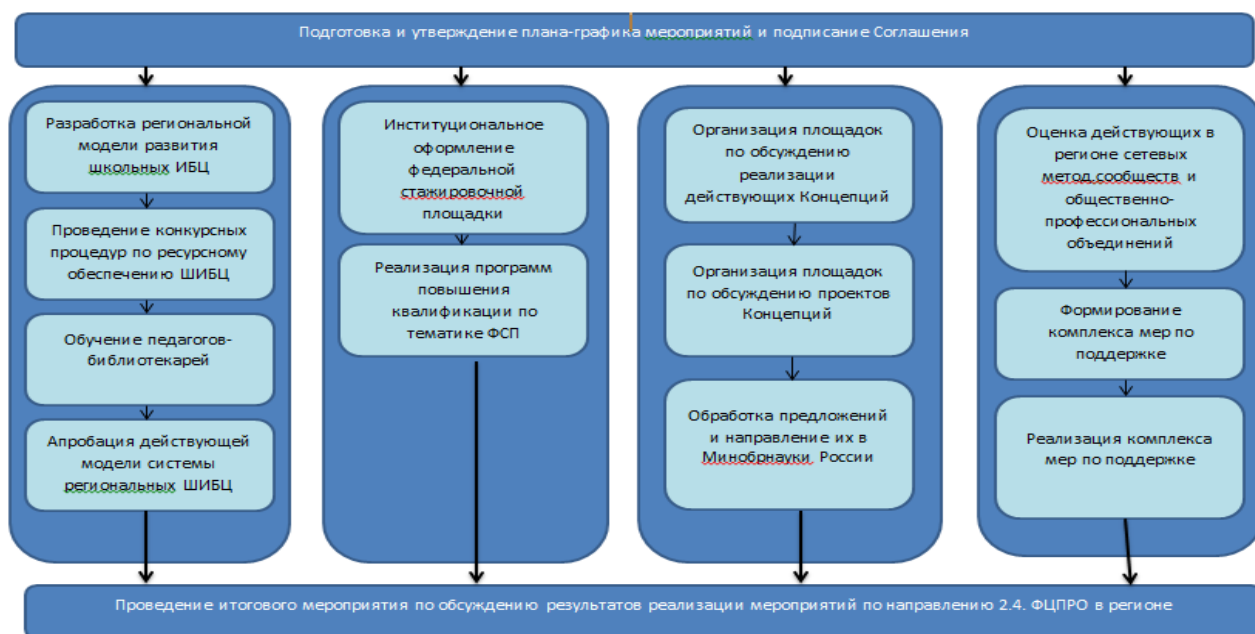 Подготовка и утверждение плана-графика мероприятий и подписание Соглашения
Разработка региональной
модели развития
школьных ИБЦ
Проведение конкурсных
процедур по ресурсному
обеспечению ШИБЦ
Обучение педагогов-
библиотекарей
Апробация действующей
модели системы
региональных ШИБЦ
Институциональное
оформление
федеральной
стажировочной
площадки
Реализация программ
повышения
квалификации по
тематике ФСП
Организация площадок
по обсуждению
реализации
действующих Концепций
Организация площадок
по обсуждению проектов
Концепций
Обработка предложений
и направление их в
Минобрнауки России
Оценка действующих в
регионе сетевых
метод.сообществ и
общественно-
профессиональных
объединений
Формирование
комплекса мер по
поддержке
Реализация комплекса
мер по поддержке
Проведение итогового мероприятия по обсуждению результатов реализации мероприятий по направлению 2.4. ФЦПРО в регионе